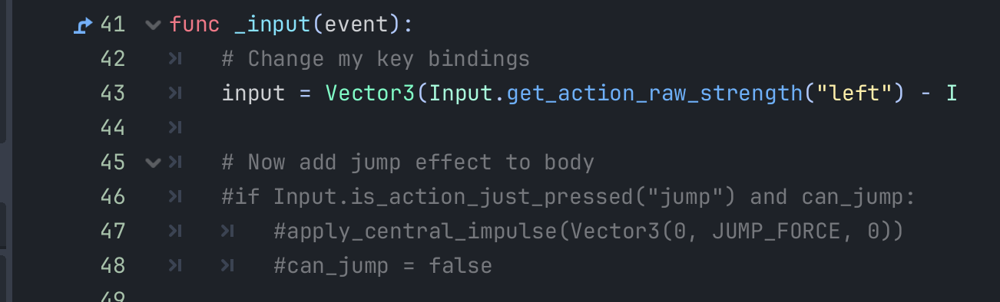 41 func _input(event):
42 # Change my key bindings
43 input = Vector3(Input.get_action_raw_strength("left") - I
44
45 # Now add jump effect to body
46 #if Input.is_action_just_pressed("jump") and can_jump:
47 #apply_central_impulse(Vector3(0, JUMP_FORCE, 0))
48 #can_jump = false
49